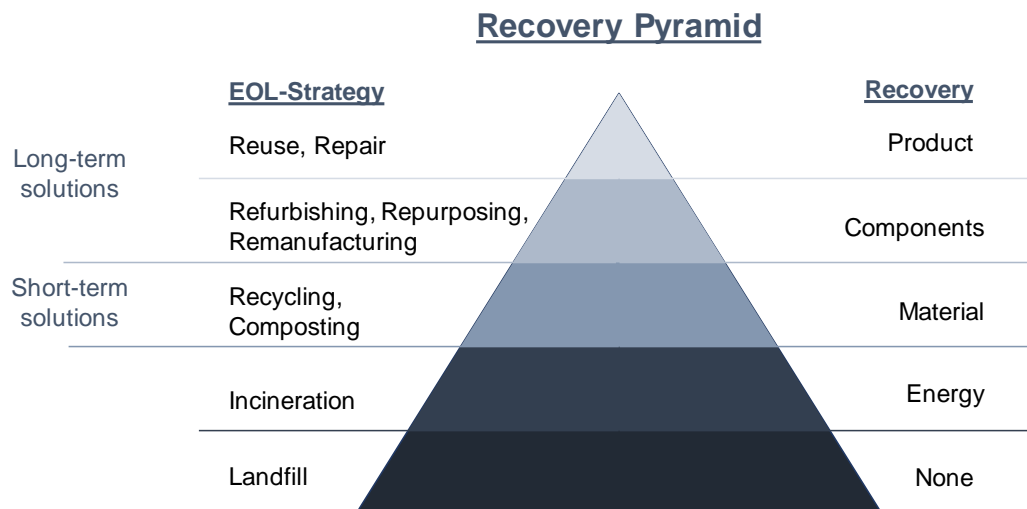 Recovery Pyramid
EOL-Strategy
Recovery
Long-term
solutions
Reuse, Repair
Product
Refurbishing, Repurposing,
Remanufacturing
Components
Short-term
solutions
Recycling,
Composting
Material
Incineration
Energy
Landfill
None